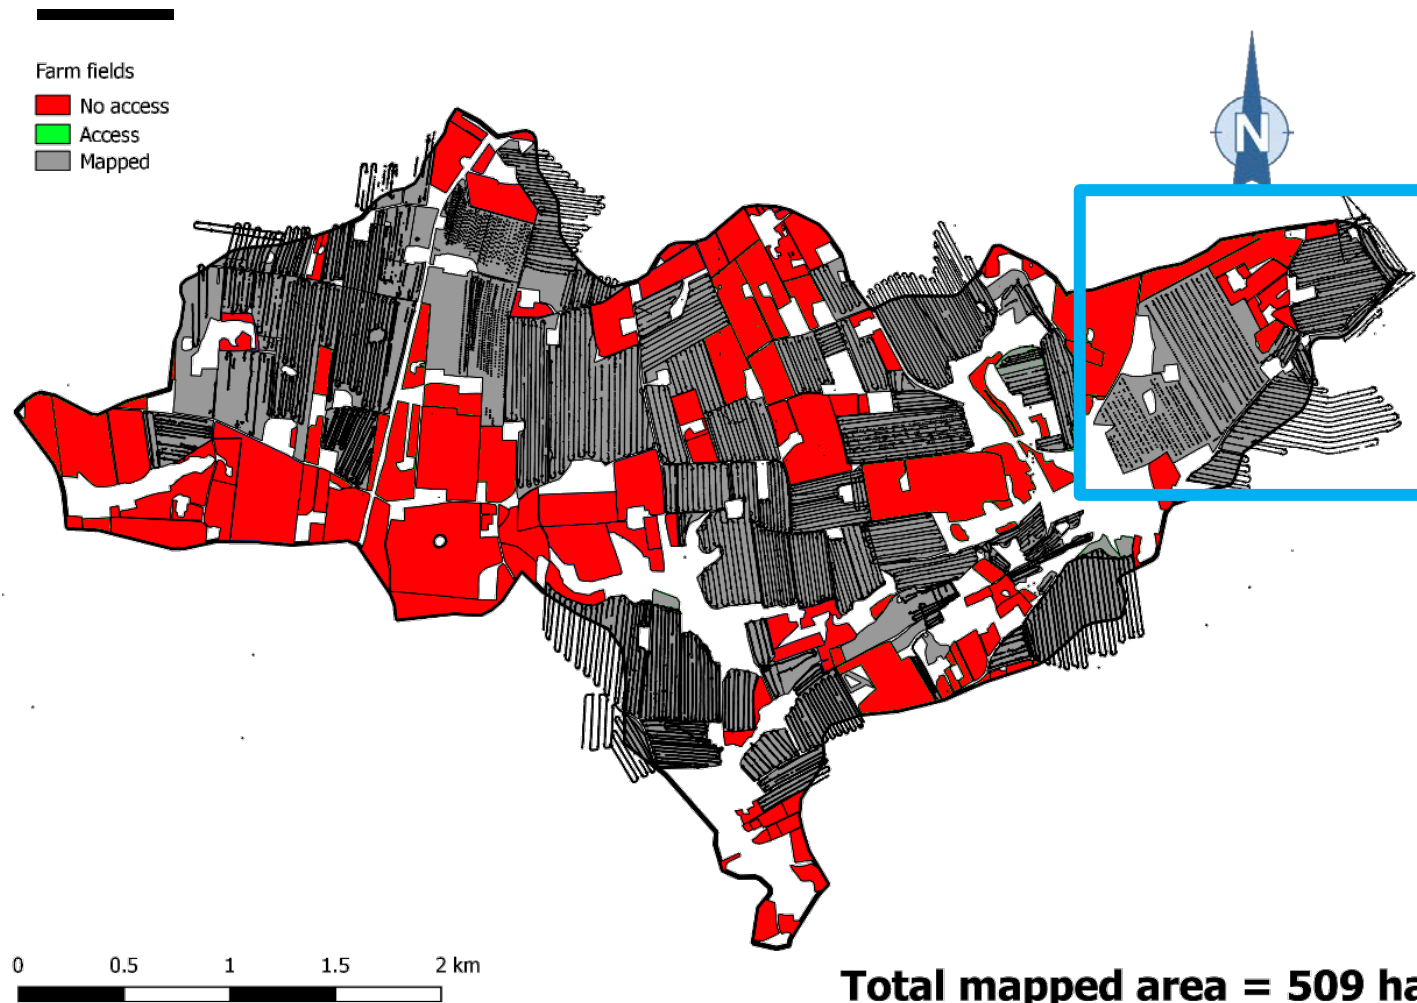 Farm fields
No access
Access
Mapped
N
0 0.5 1 1.5 2 km
Total mapped area = 509 ha